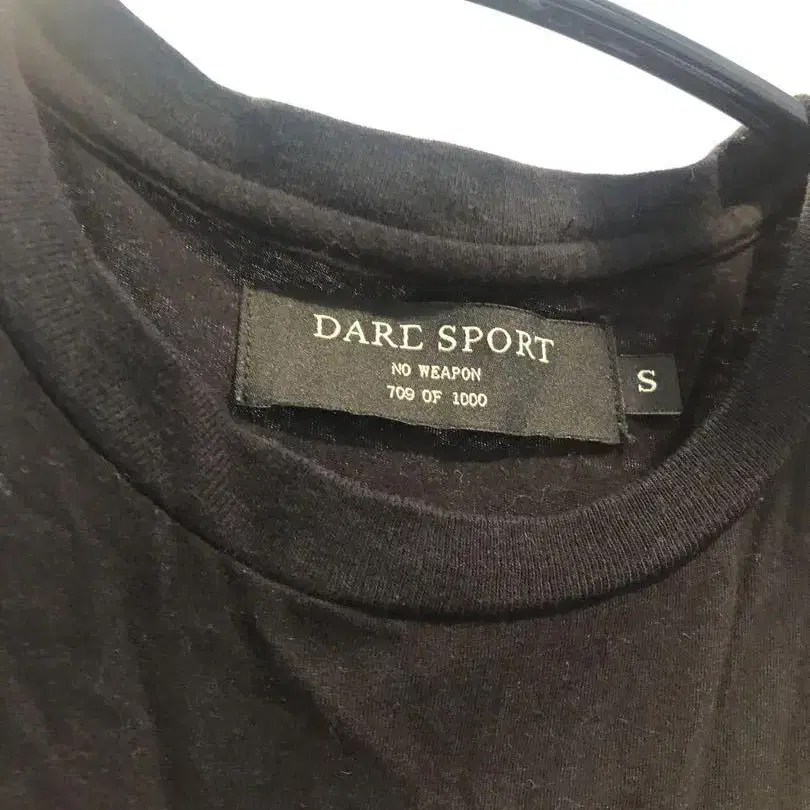 DARE SPORT
NO WEAPON
709 OF 1000
S